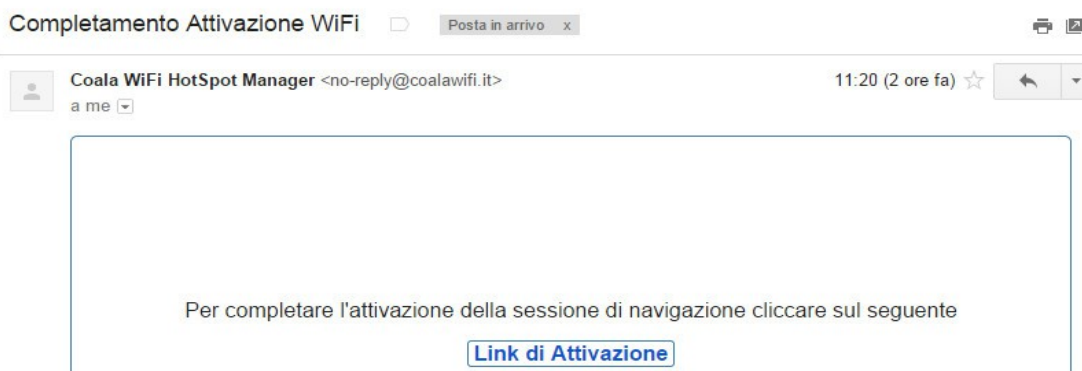 Completamento Attivazione WiFi Posta in arrivo x
Coala WiFi HotSpot Manager <no-reply@coalawifi.it> 11:20 (2 ore fa)
a me
Per completare l'attivazione della sessione di navigazione cliccare sul seguente
Link di Attivazione